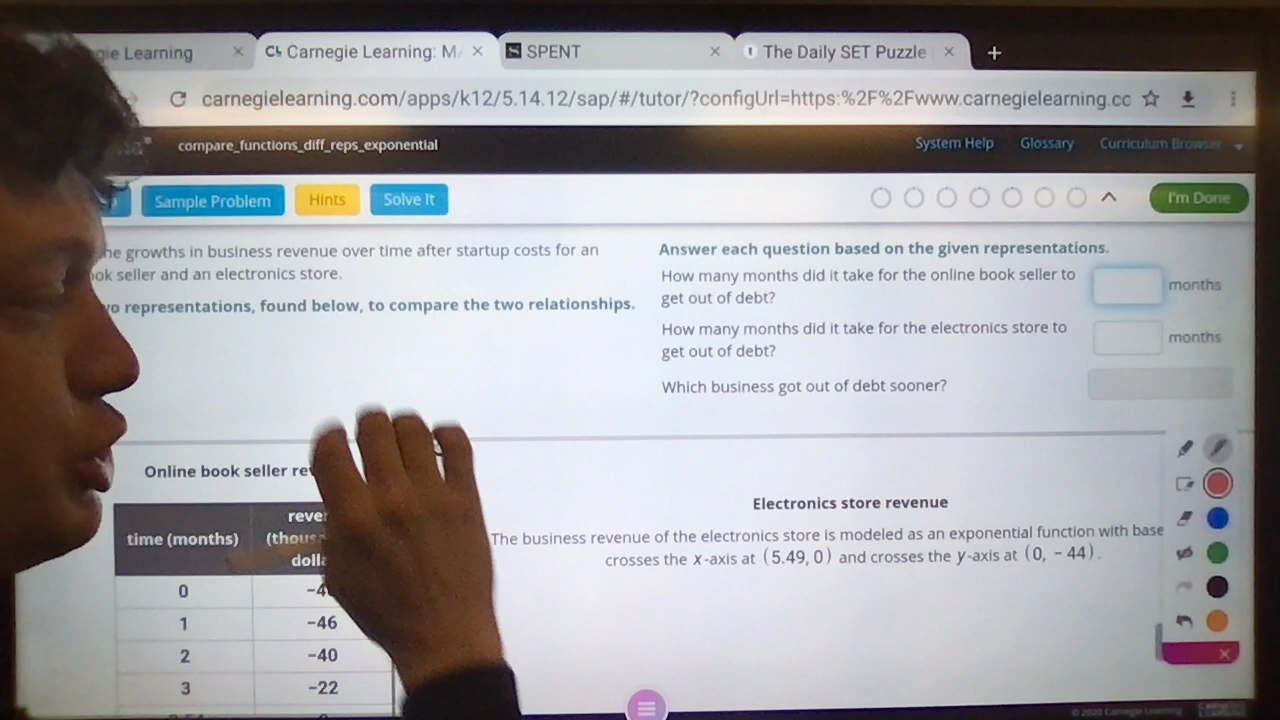 gie Learning
Carnegie Learning: M
SPENT
The Daily SET Puzzle
carnegielearning.com/apps/k12/5.14.12/sap/#/tutor/?configUrl=https:%2F%2Fwww.carnegielearning.cc
compare_functions_diff_reps_exponential
System Help
Glossary
Curriculum Browser
Sample Problem
Hints
Solve It
I'm Done
he growths in business revenue over time after startup costs for an
ok seller and an electronics store.
o representations, found below, to compare the two relationships.
Answer each question based on the given representations.
How many months did it take for the online book seller to
get out of debt?
months
How many months did it take for the electronics store to
get out of debt?
months
Which business got out of debt sooner?
Online book seller re
time (months)
reve
(thous
dolla
0
1 -46
2 -40
3 -22
Electronics store revenue
The business revenue of the electronics store is modeled as an exponential function with base
crosses the x-axis at (5.49, 0) and crosses the y-axis at (0, -44).
© 2020 Carnegie Learning